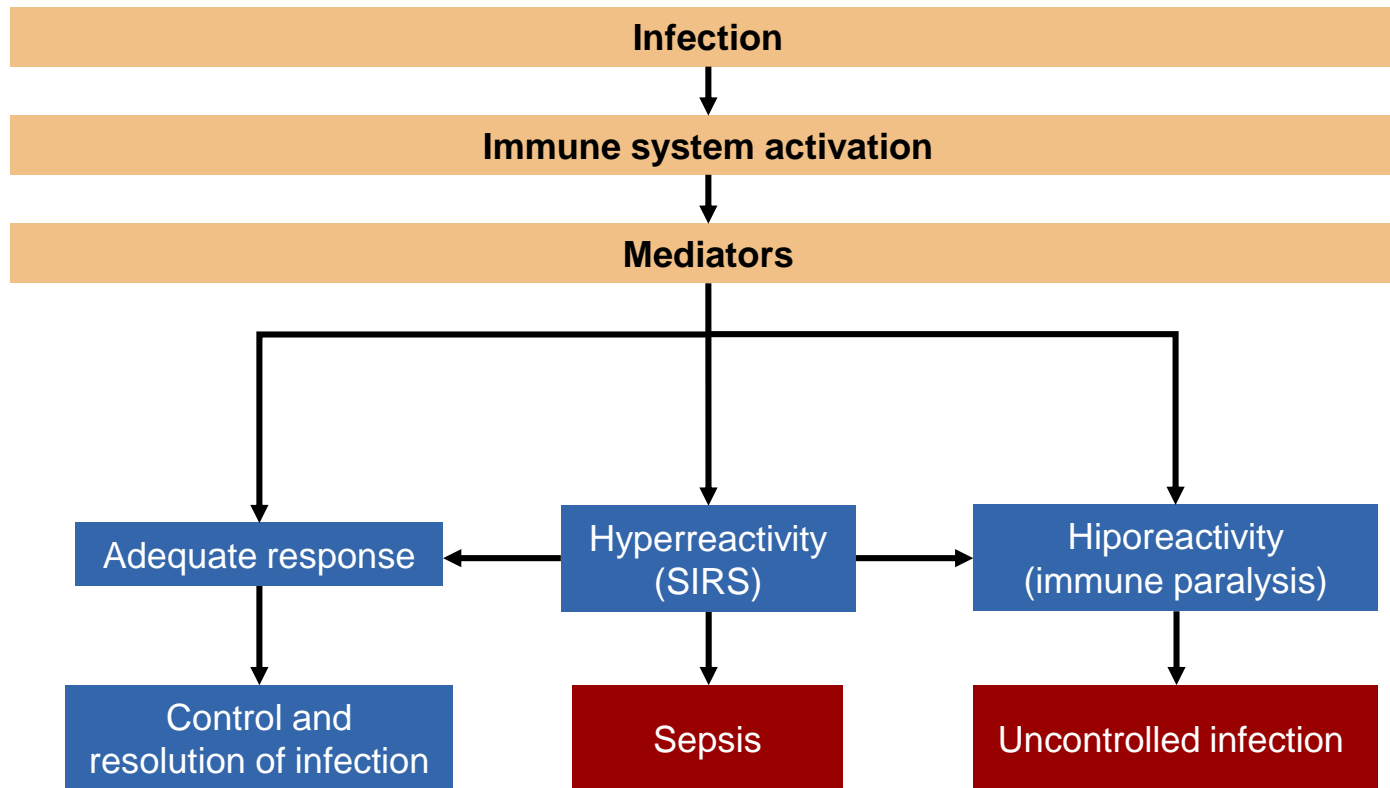 Infection
Immune system activation
Mediators
Adequate response
Hyperreactivity
(SIRS)
Hiporeactivity
(immune paralysis)
Control and
resolution of infection
Sepsis
Uncontrolled infection